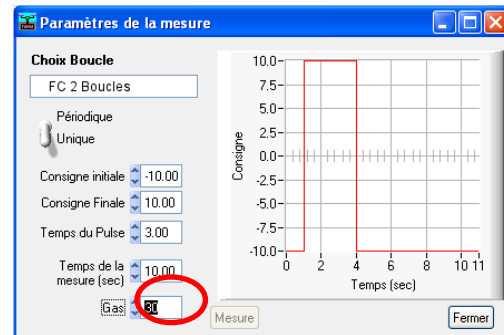 Paramètres de la mesure
Choix Boucle
FC 2 Boucles
Périodique
Unique
Consigne initiale -10.00
Consigne Finale 10.00
Temps du Pulse 3.00
Temps de la
mesure (sec) 10.00
Gas 30
Consigne
10.0
7.5
5.0
2.5
0.0
-2.5
-5.0
-7.5
-10.0
0 2 4 6 8 10 11
Temps (sec)
Mesure
Fermer